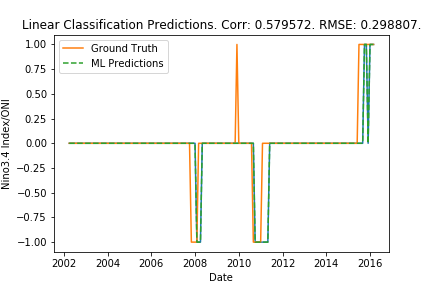 Linear Classification Predictions. Corr: 0.579572. RMSE: 0.298807.
Ground Truth
ML Predictions
Nino3.4 Index/ONI
1.00
0.75
0.50
0.25
0.00
−0.25
−0.50
−0.75
−1.00
2002 2004 2006 2008 2010 2012 2014 2016
Date